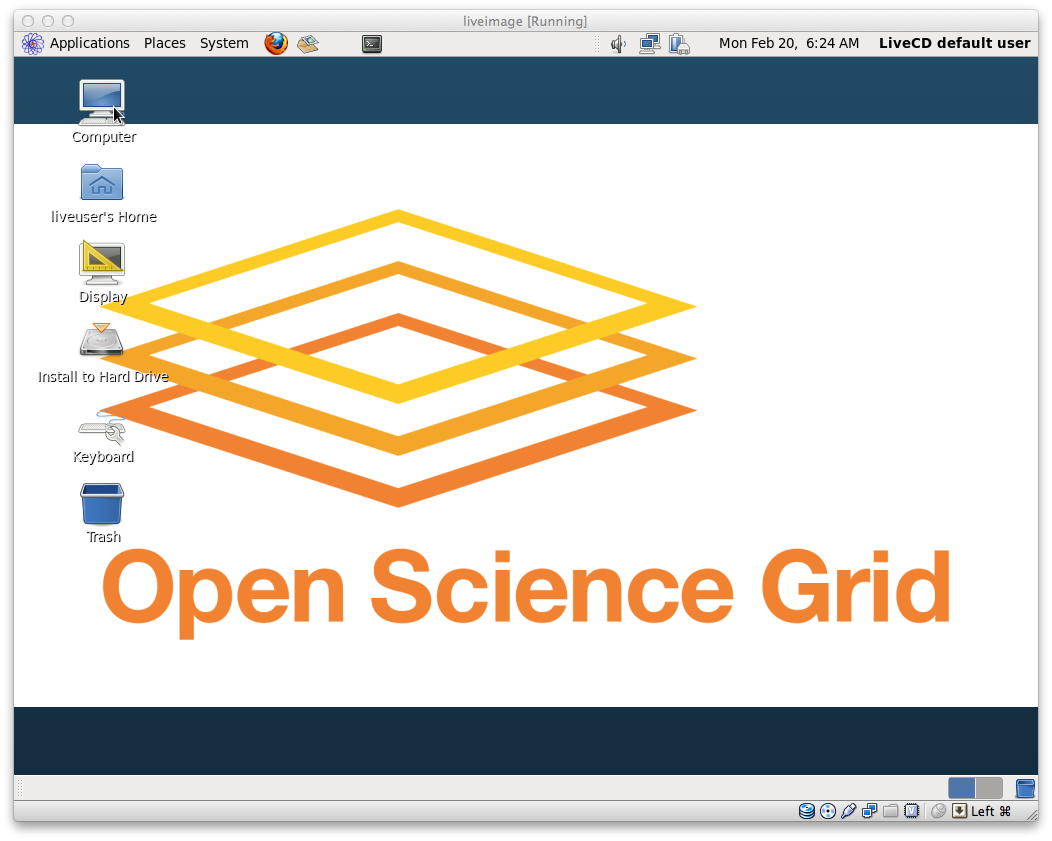 liveimage [Running]
Applications Places System Mon Feb 20, 6:24 AM LiveCD default user
Computer
liveuser's Home
Display
Install to Hard Drive
Keyboard
Trash
Open Science Grid
Left ⌘